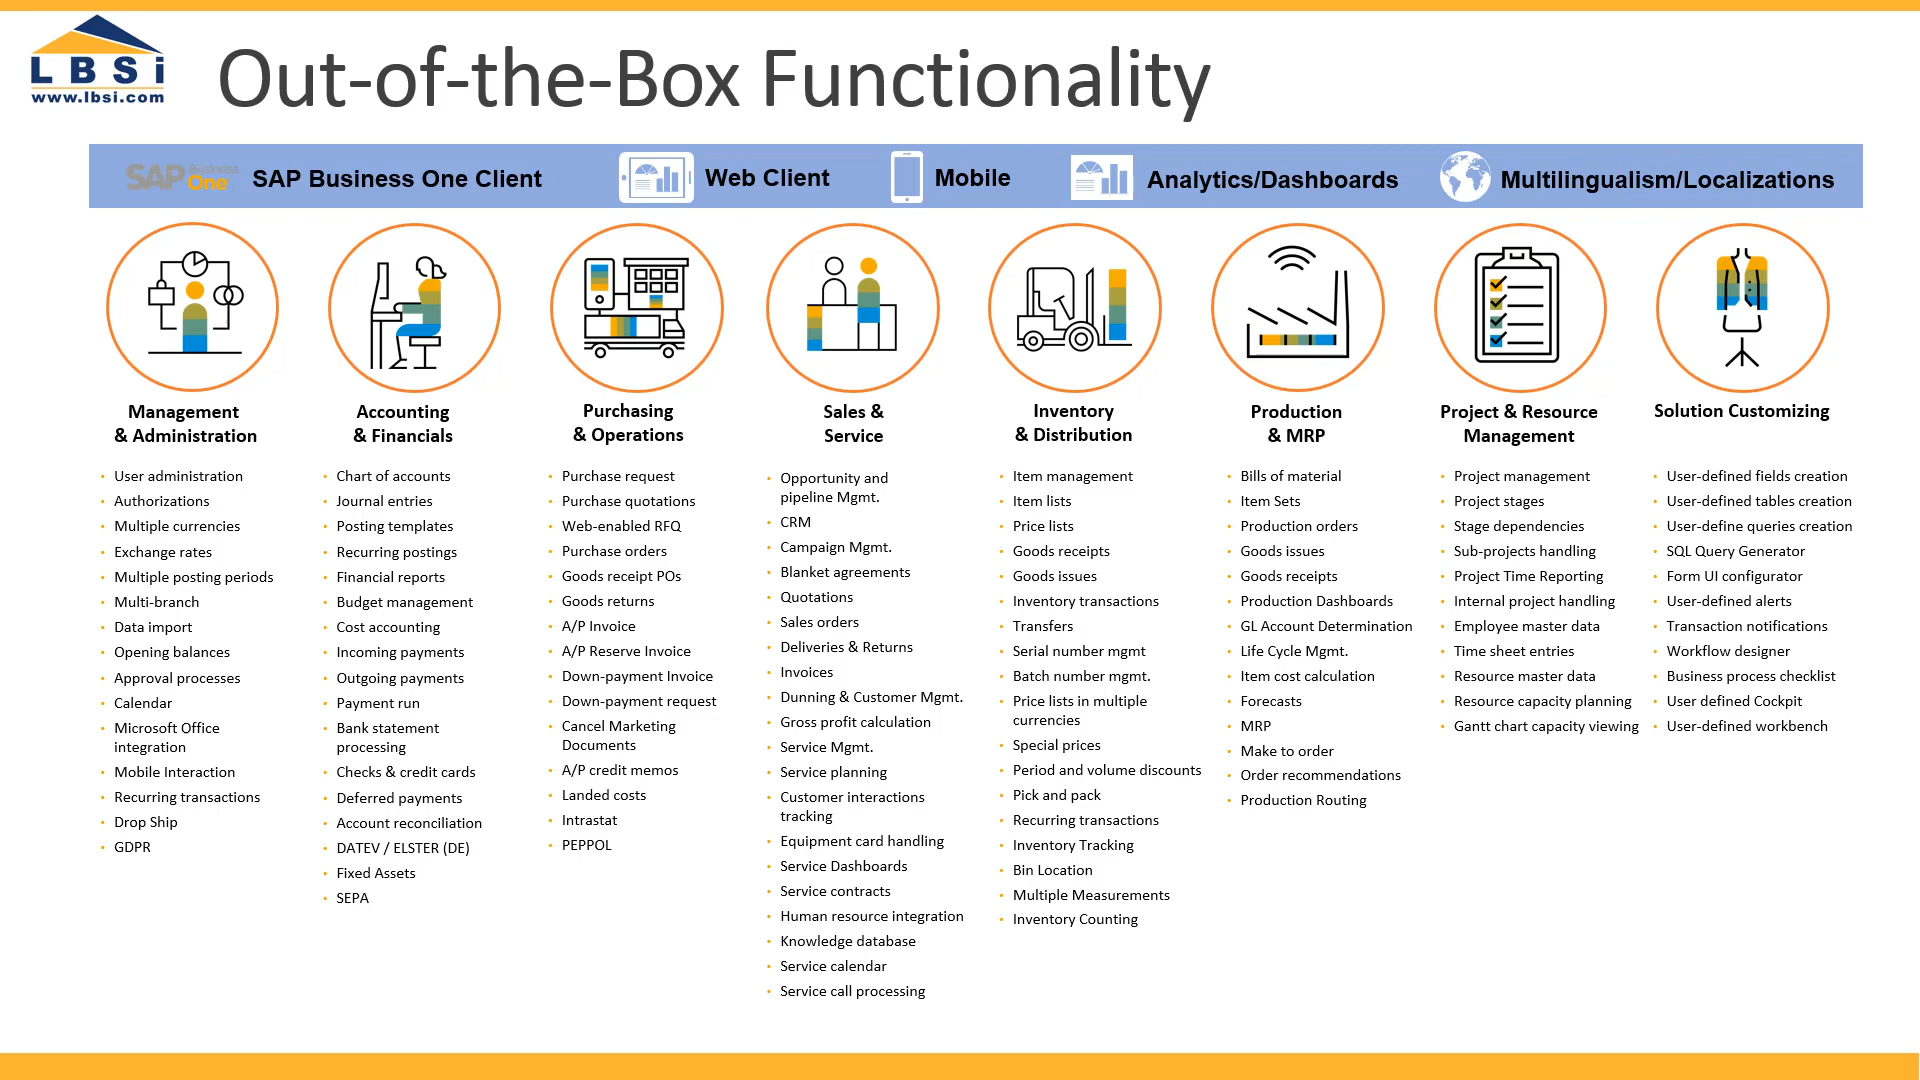 LBSi
www.lbsi.com
Out-of-the-Box Functionality
SAP Business One
SAP Business One Client
Web Client
Mobile
Analytics/Dashboards
Multilingualism/Localizations
Management
& Administration
• User administration
• Authorizations
• Multiple currencies
• Exchange rates
• Multiple posting periods
• Multi-branch
• Data import
• Opening balances
• Approval processes
• Calendar
• Microsoft Office
integration
• Mobile Interaction
• Recurring transactions
• Drop Ship
• GDPR
Accounting
& Financials
• Chart of accounts
• Journal entries
• Posting templates
• Recurring postings
• Financial reports
• Budget management
• Cost accounting
• Incoming payments
• Outgoing payments
• Payment run
• Bank statement
processing
• Checks & credit cards
• Deferred payments
• Account reconciliation
• DATEV / ELSTER (DE)
• Fixed Assets
• SEPA
Purchasing
& Operations
• Purchase request
• Purchase quotations
• Web-enabled RFQ
• Purchase orders
• Goods receipt POs
• Goods returns
• A/P Invoice
• A/P Reserve Invoice
• Down-payment Invoice
• Down-payment request
• Cancel Marketing
Documents
• A/P credit memos
• Landed costs
• Intrastat
• PEPPOL
Sales &
Service
• Opportunity and
pipeline Mgmt.
• CRM
• Campaign Mgmt.
• Blanket agreements
• Quotations
• Sales orders
• Deliveries & Returns
• Invoices
• Dunning & Customer Mgmt.
• Gross profit calculation
• Service Mgmt.
• Service planning
• Customer interactions
tracking
• Equipment card handling
• Service Dashboards
• Service contracts
• Human resource integration
• Knowledge database
• Service calendar
• Service call processing
Inventory
& Distribution
• Item management
• Item lists
• Price lists
• Goods receipts
• Goods issues
• Inventory transactions
• Transfers
• Serial number mgmt
• Batch number mgmt.
• Price lists in multiple
currencies
• Special prices
• Period and volume discounts
• Pick and pack
• Recurring transactions
• Inventory Tracking
• Bin Location
• Multiple Measurements
• Inventory Counting
Production
& MRP
• Bills of material
• Item Sets
• Production orders
• Goods issues
• Goods receipts
• Production Dashboards
• GL Account Determination
• Life Cycle Mgmt.
• Item cost calculation
• Forecasts
• MRP
• Make to order
• Order recommendations
• Production Routing
Project & Resource
Management
• Project management
• Project stages
• Stage dependencies
• Sub-projects handling
• Project Time Reporting
• Internal project handling
• Employee master data
• Time sheet entries
• Resource master data
• Resource capacity planning
• Gantt chart capacity viewing
Solution Customizing
• User-defined fields creation
• User-defined tables creation
• User-define queries creation
• SQL Query Generator
• Form UI configurator
• User-defined alerts
• Transaction notifications
• Workflow designer
• Business process checklist
• User defined Cockpit
• User-defined workbench